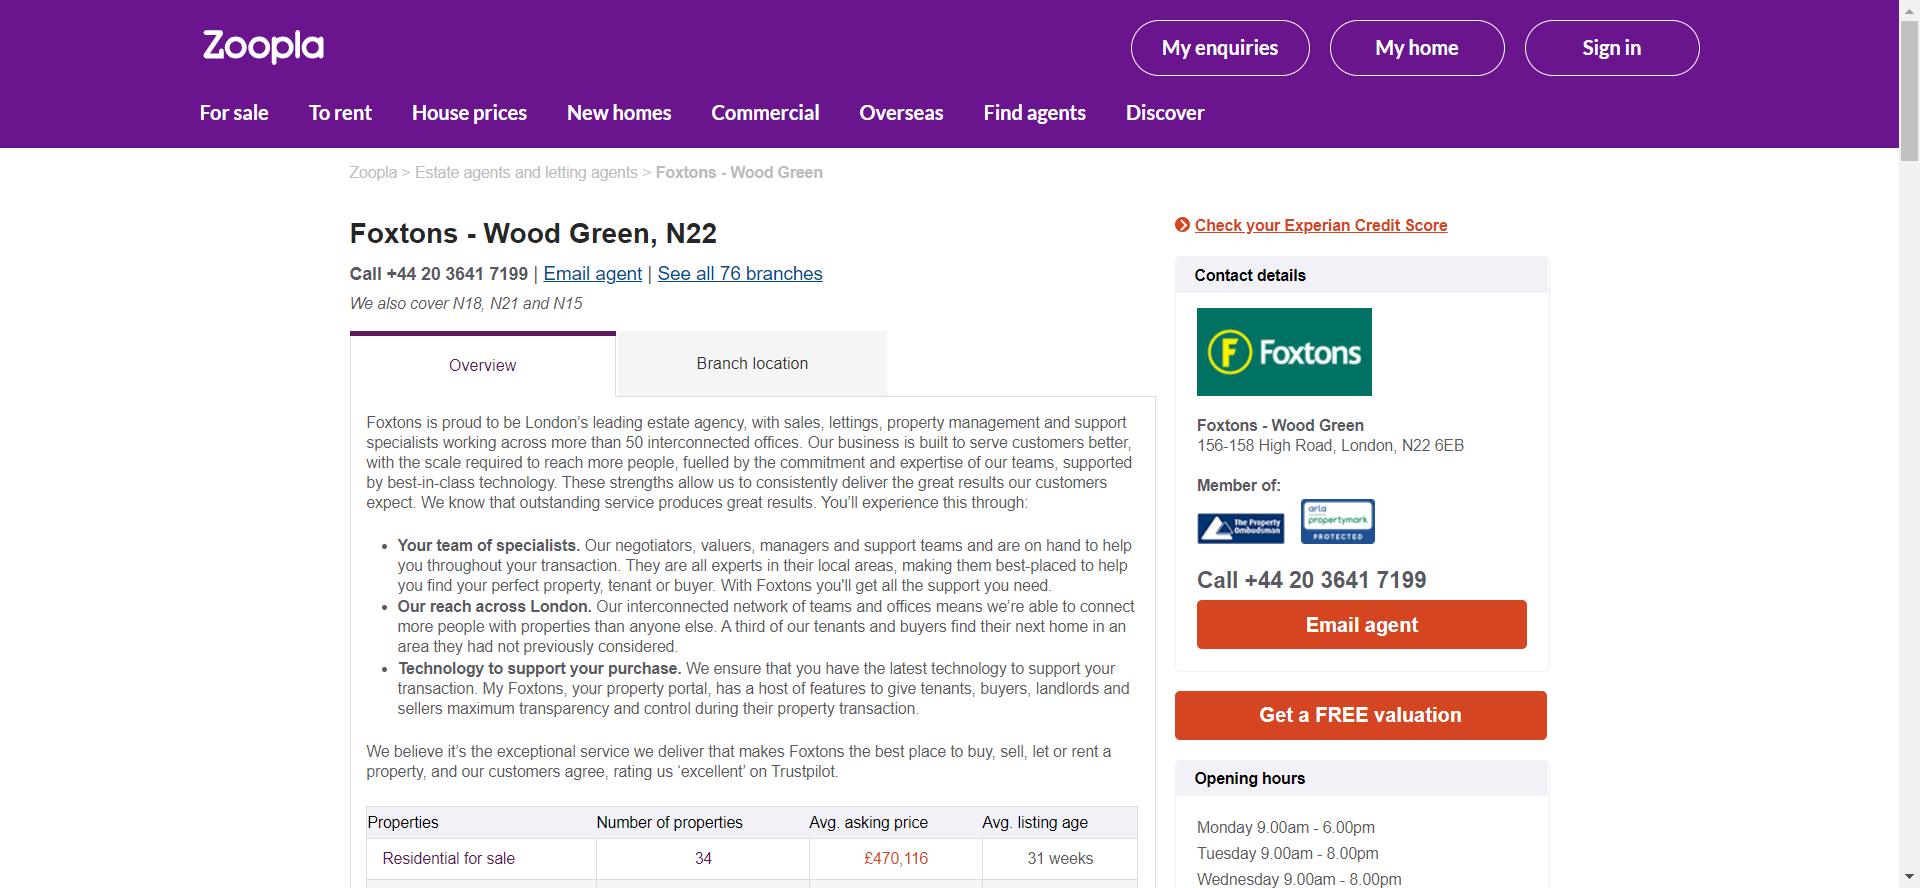 Zoopla
My enquiries
My home
Sign in
For sale
To rent
House prices
New homes
Commercial
Overseas
Find agents
Discover
Zoopla > Estate agents and letting agents > Foxtons - Wood Green
Foxtons - Wood Green, N22
Call +44 20 3641 7199 | Email agent | See all 76 branches
We also cover N18, N21 and N15
Overview
Branch location
Foxtons is proud to be London’s leading estate agency, with sales, lettings, property management and support
specialists working across more than 50 interconnected offices. Our business is built to serve customers better,
with the scale required to reach more people, fuelled by the commitment and expertise of our teams, supported
by best-in-class technology. These strengths allow us to consistently deliver the great results our customers
expect. We know that outstanding service produces great results. You’ll experience this through:
• Your team of specialists. Our negotiators, valuers, managers and support teams and are on hand to help
you throughout your transaction. They are all experts in their local areas, making them best-placed to help
you find your perfect property, tenant or buyer. With Foxtons you'll get all the support you need.
• Our reach across London. Our interconnected network of teams and offices means we’re able to connect
more people with properties than anyone else. A third of our tenants and buyers find their next home in an
area they had not previously considered.
• Technology to support your purchase. We ensure that you have the latest technology to support your
transaction. My Foxtons, your property portal, has a host of features to give tenants, buyers, landlords and
sellers maximum transparency and control during their property transaction.
We believe it’s the exceptional service we deliver that makes Foxtons the best place to buy, sell, let or rent a
property, and our customers agree, rating us ‘excellent’ on Trustpilot.
Properties Number of properties Avg. asking price Avg. listing age
Residential for sale 34 £470,116 31 weeks
Check your Experian Credit Score
Contact details
F Foxtons
Foxtons - Wood Green
156-158 High Road, London, N22 6EB
Member of:
The Property
Ombudsman
arla
propertymark
PROTECTED
Call +44 20 3641 7199
Email agent
Get a FREE valuation
Opening hours
Monday 9.00am - 6.00pm
Tuesday 9.00am - 8.00pm
Wednesday 9.00am - 8.00pm